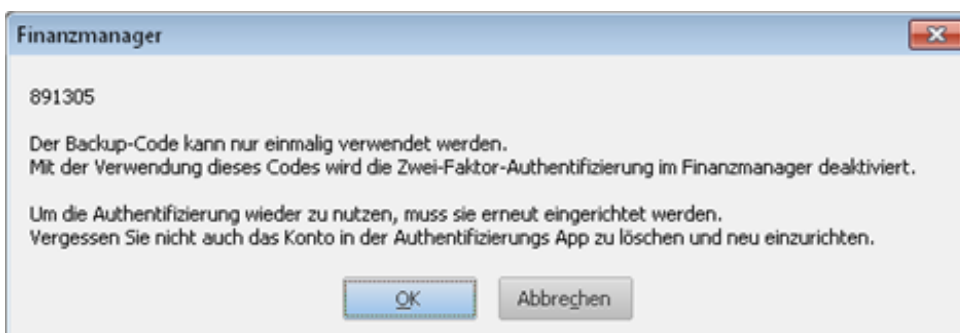 Finanzmanager
891305
Der Backup-Code kann nur einmalig verwendet werden.
Mit der Verwendung dieses Codes wird die Zwei-Faktor-Authentifizierung im Finanzmanager deaktiviert.
Um die Authentifizierung wieder zu nutzen, muss sie erneut eingerichtet werden.
Vergessen Sie nicht auch das Konto in der Authentifizierungs App zu löschen und neu einzurichten.
OK
Abbrechen